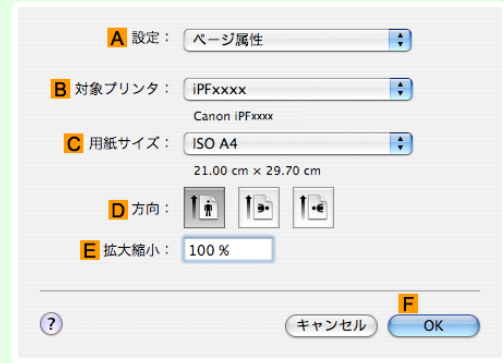 A 設定： ページ属性
B 対象プリンタ： iPFxxxx
Canon iPFxxxx
C 用紙サイズ： ISO A4
21.00 cm × 29.70 cm
D 方向：
E 拡大縮小： 100 %
F
? キャンセル OK